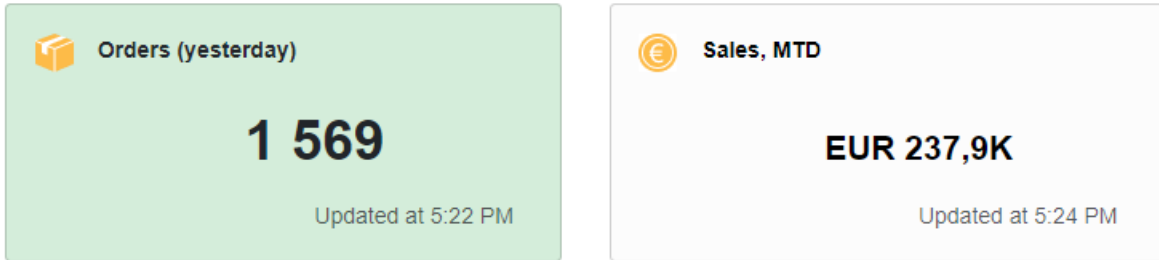 Orders (yesterday)
1 569
Updated at 5:22 PM
Sales, MTD
EUR 237,9K
Updated at 5:24 PM